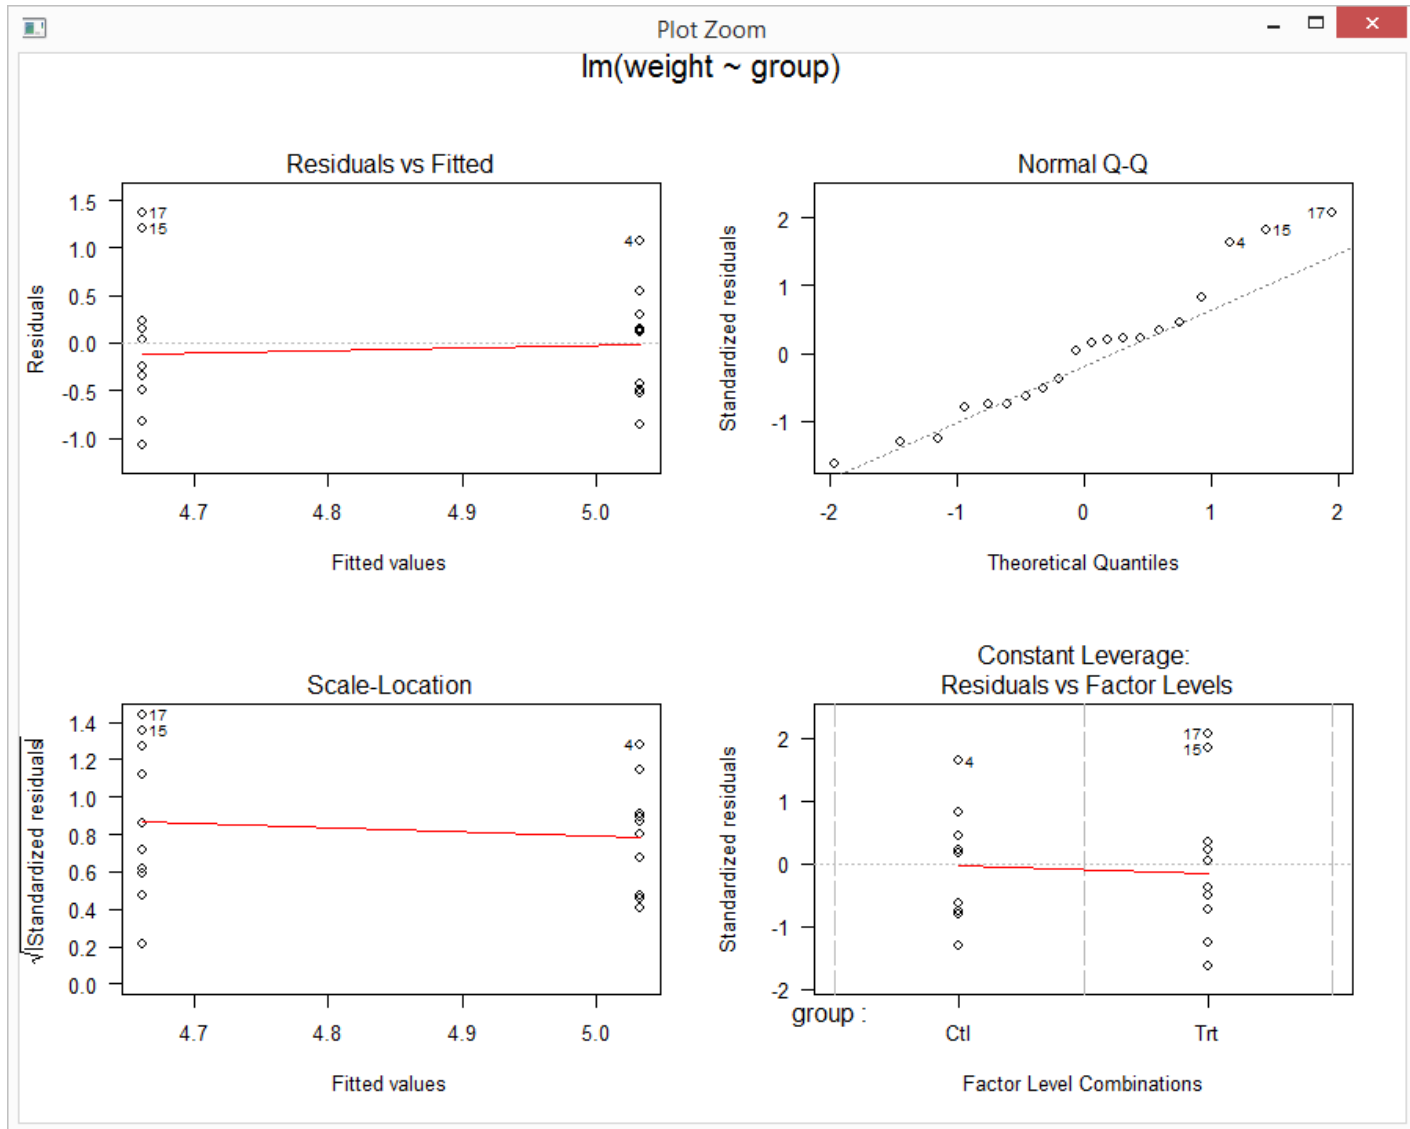 Plot Zoom
lm(weight ~ group)
Residuals vs Fitted
Residuals
1.5
1.0
0.5
0.0
-0.5
-1.0
17
15
4
4.7 4.8 4.9 5.0
Fitted values
Normal Q-Q
Standardized residuals
2
1
0
-1
4
15
17
-2 -1 0 1 2
Theoretical Quantiles
Scale-Location
√|Standardized residuals|
1.4
1.2
1.0
0.8
0.6
0.4
0.2
0.0
17
15
4
4.7 4.8 4.9 5.0
Fitted values
Constant Leverage:
Residuals vs Factor Levels
Standardized residuals
2
1
0
-1
-2
4
17
15
group :
Ctl Trt
Factor Level Combinations